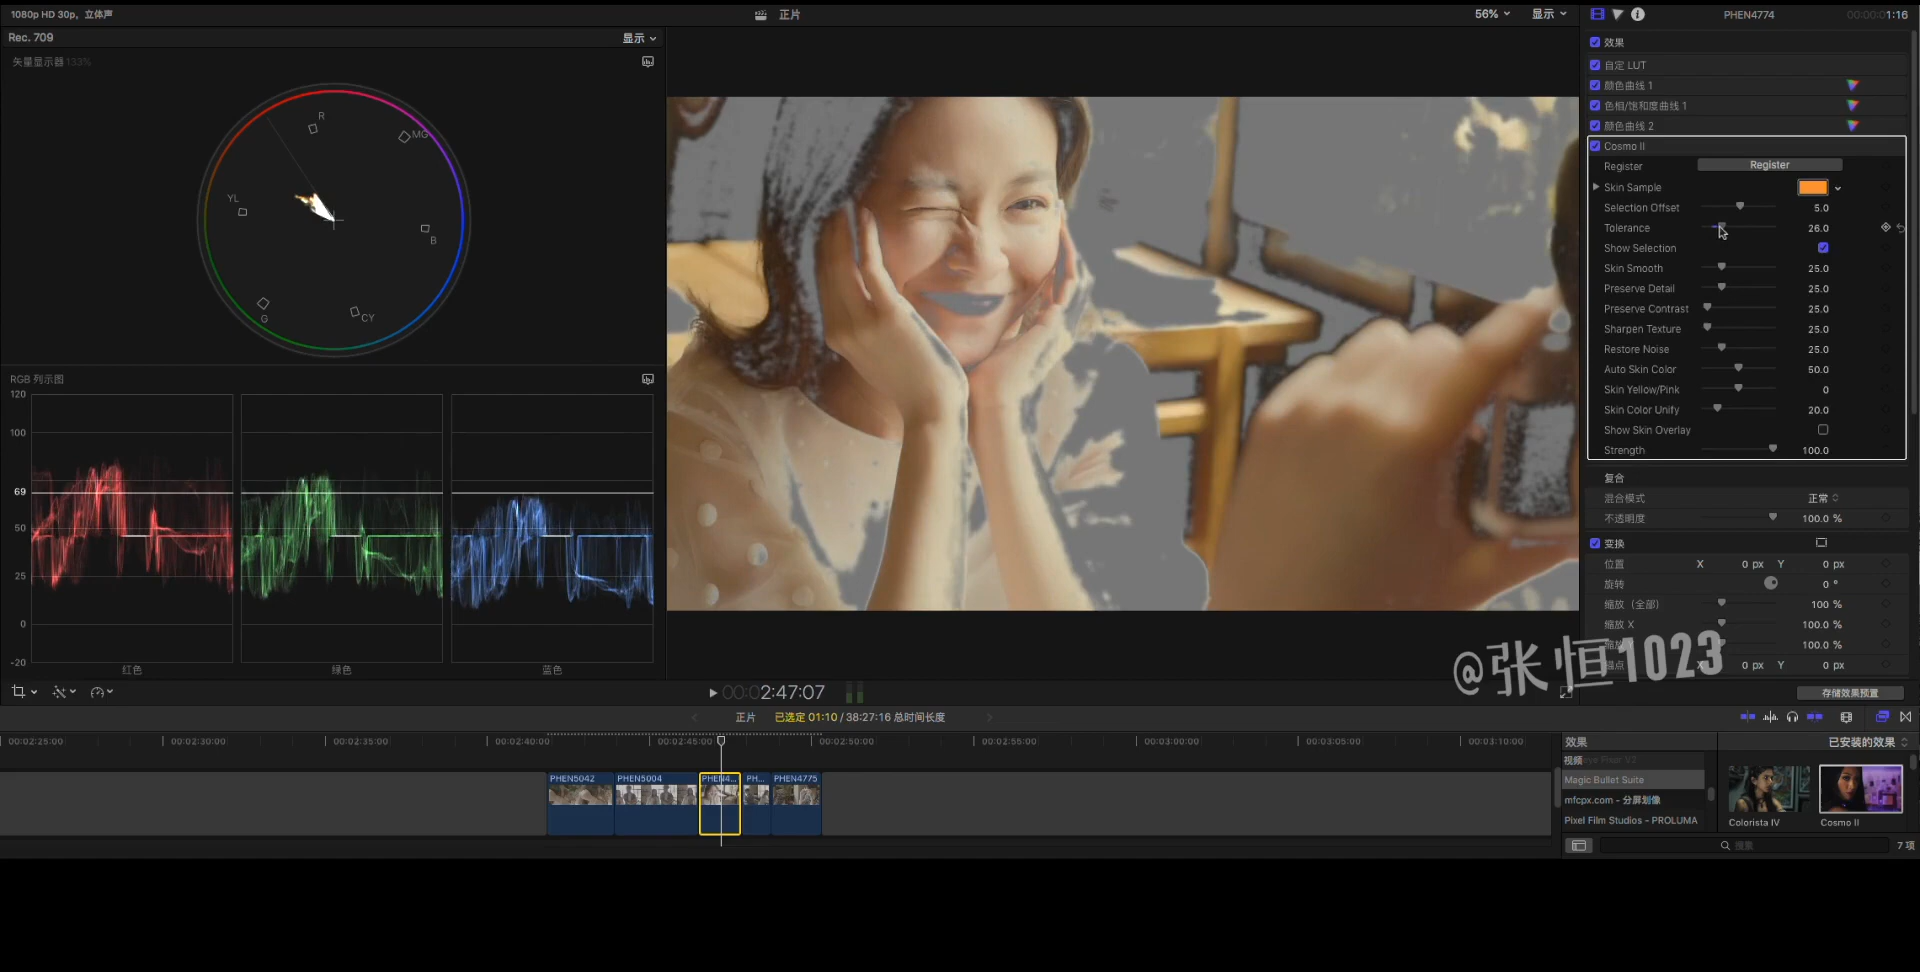 1080p HD 30p, 立体声
正片
56%
显示
PHEN4774
00:00:01:16
Rec. 709
显示
矢量显示器 133%
R
MG
YL
B
G
CY
RGB 列示图
120
100
69
50
25
0
-20
红色
绿色
蓝色
效果
自定 LUT
颜色曲线 1
色相/饱和度曲线 1
颜色曲线 2
Cosmo II
Register Register
Skin Sample
Selection Offset 5.0
Tolerance 26.0
Show Selection
Skin Smooth 25.0
Preserve Detail 25.0
Preserve Contrast 25.0
Sharpen Texture 25.0
Restore Noise 25.0
Auto Skin Color 50.0
Skin Yellow/Pink 0
Skin Color Unify 20.0
Show Skin Overlay
Strength 100.0
复合
混合模式 正常
不透明度 100.0 %
变换
位置 X 0 px Y 0 px
旋转 0 °
缩放 (全部) 100 %
缩放 X 100.0 %
缩放 100.0 %
锚点 X 0 px Y 0 px
@张恒1023
存储效果预置
00:02:47:07
正片 已选定 01:10 / 38:27:16 总时间长度
00:02:25:00 00:02:30:00 00:02:35:00 00:02:40:00 00:02:45:00 00:02:50:00 00:02:55:00 00:03:00:00 00:03:05:00 00:03:10:00
PHEN5042 PHEN5004 PHEN4... PH... PHEN4775
效果
已安装的效果
视频
Magic Bullet Suite
mfcpx.com - 分屏划像
Pixel Film Studios - PROLUMA
Colorista IV
Cosmo II
搜索
7 项